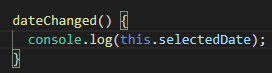 dateChanged() {
  console.log(this.selectedDate);
}